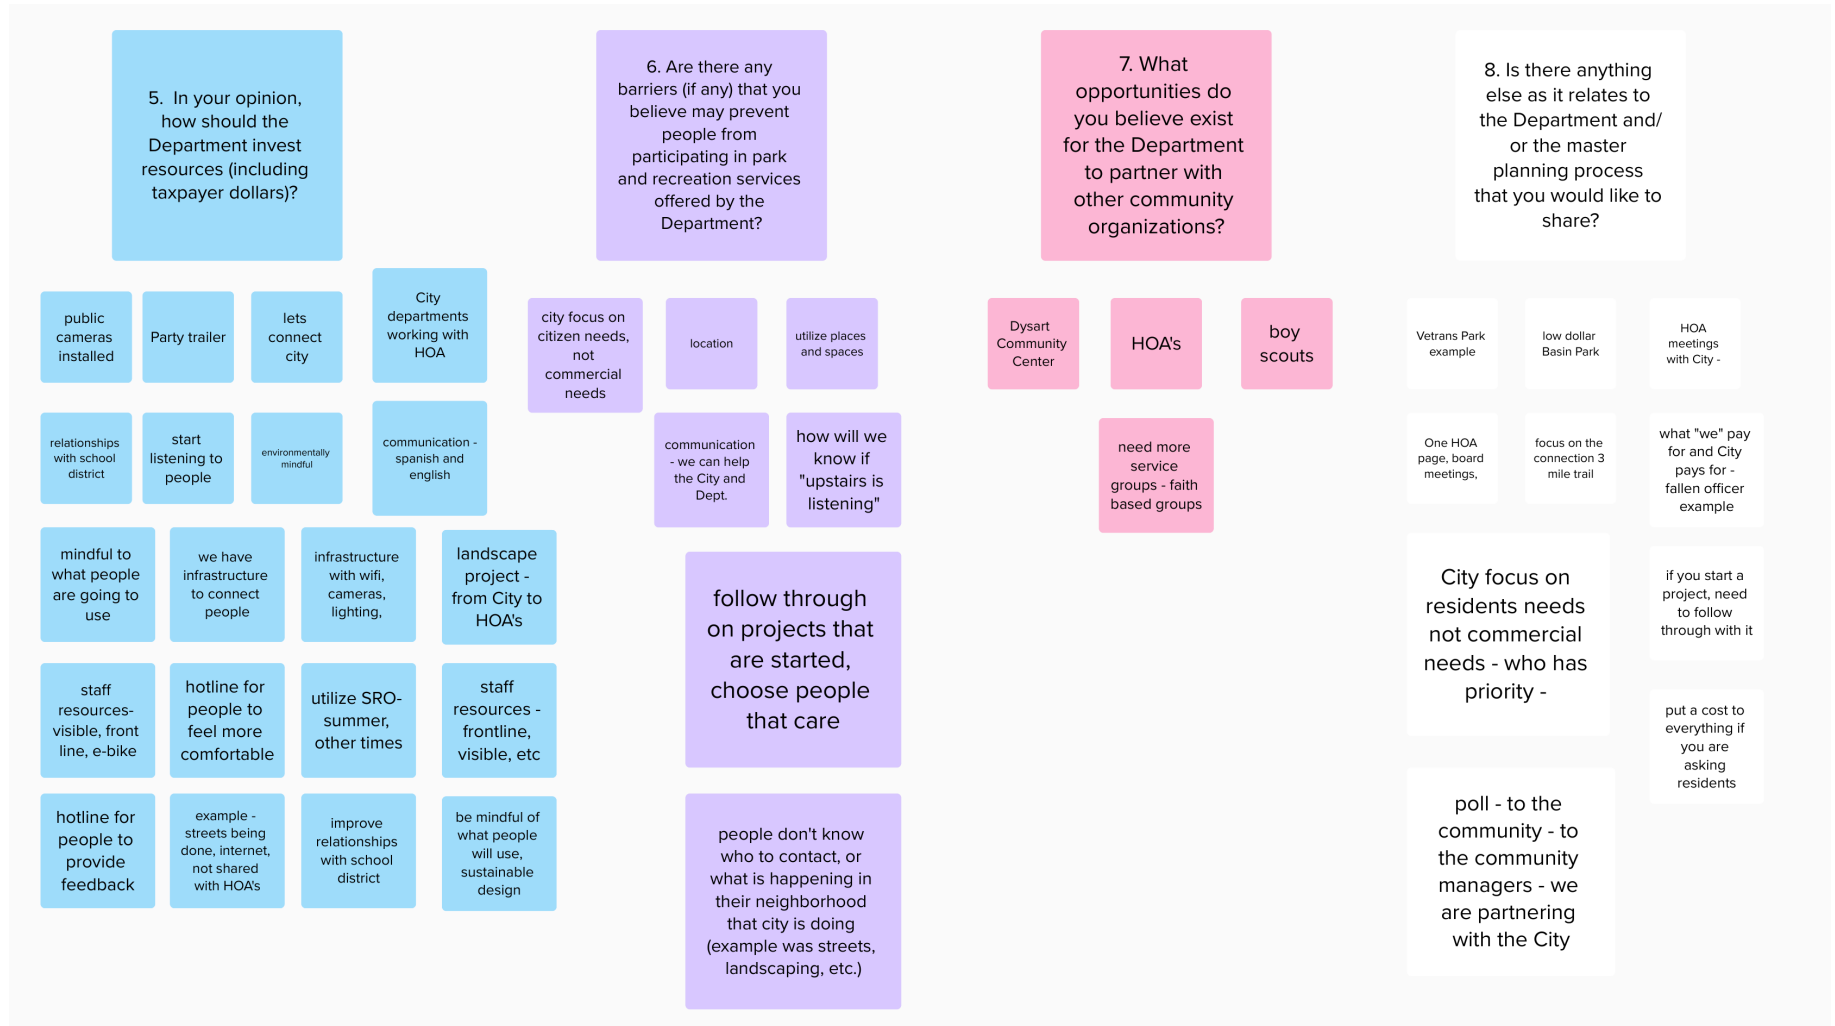 5.  In your opinion,
how should the
Department invest
resources (including
taxpayer dollars)?
public
cameras
installed
Party trailer
lets
connect
city
City
departments
working with
HOA
relationships
with school
district
start
listening to
people
environmentally
mindful
communication -
spanish and
english
mindful to
what people
are going to
use
we have
infrastructure
to connect
people
infrastructure
with wifi,
cameras,
lighting,
landscape
project -
from City to
HOA's
staff
resources-
visible, front
line, e-bike
hotline for
people to
feel more
comfortable
utilize SRO-
summer,
other times
staff
resources -
frontline,
visible, etc
hotline for
people to
provide
feedback
example -
streets being
done, internet,
not shared
with HOA's
improve
relationships
with school
district
be mindful of
what people
will use,
sustainable
design
6. Are there any
barriers (if any) that you
believe may prevent
people from
participating in park
and recreation services
offered by the
Department?
city focus on
citizen needs,
not
commercial
needs
location
utilize places
and spaces
communication
- we can help
the City and
Dept.
how will we
know if
"upstairs is
listening"
follow through
on projects that
are started,
choose people
that care
people don't know
who to contact, or
what is happening in
their neighborhood
that city is doing
(example was streets,
landscaping, etc.)
7. What
opportunities do
you believe exist
for the Department
to partner with
other community
organizations?
Dysart
Community
Center
HOA's
boy
scouts
need more
service
groups - faith
based groups
8. Is there anything
else as it relates to
the Department and/
or the master
planning process
that you would like to
share?
Vetrans Park
example
low dollar
Basin Park
HOA
meetings
with City -
One HOA
page, board
meetings,
focus on the
connection 3
mile trail
what "we" pay
for and City
pays for -
fallen officer
example
City focus on
residents needs
not commercial
needs - who has
priority -
if you start a
project, need
to follow
through with it
put a cost to
everything if
you are
asking
residents
poll - to the
community - to
the community
managers - we
are partnering
with the City